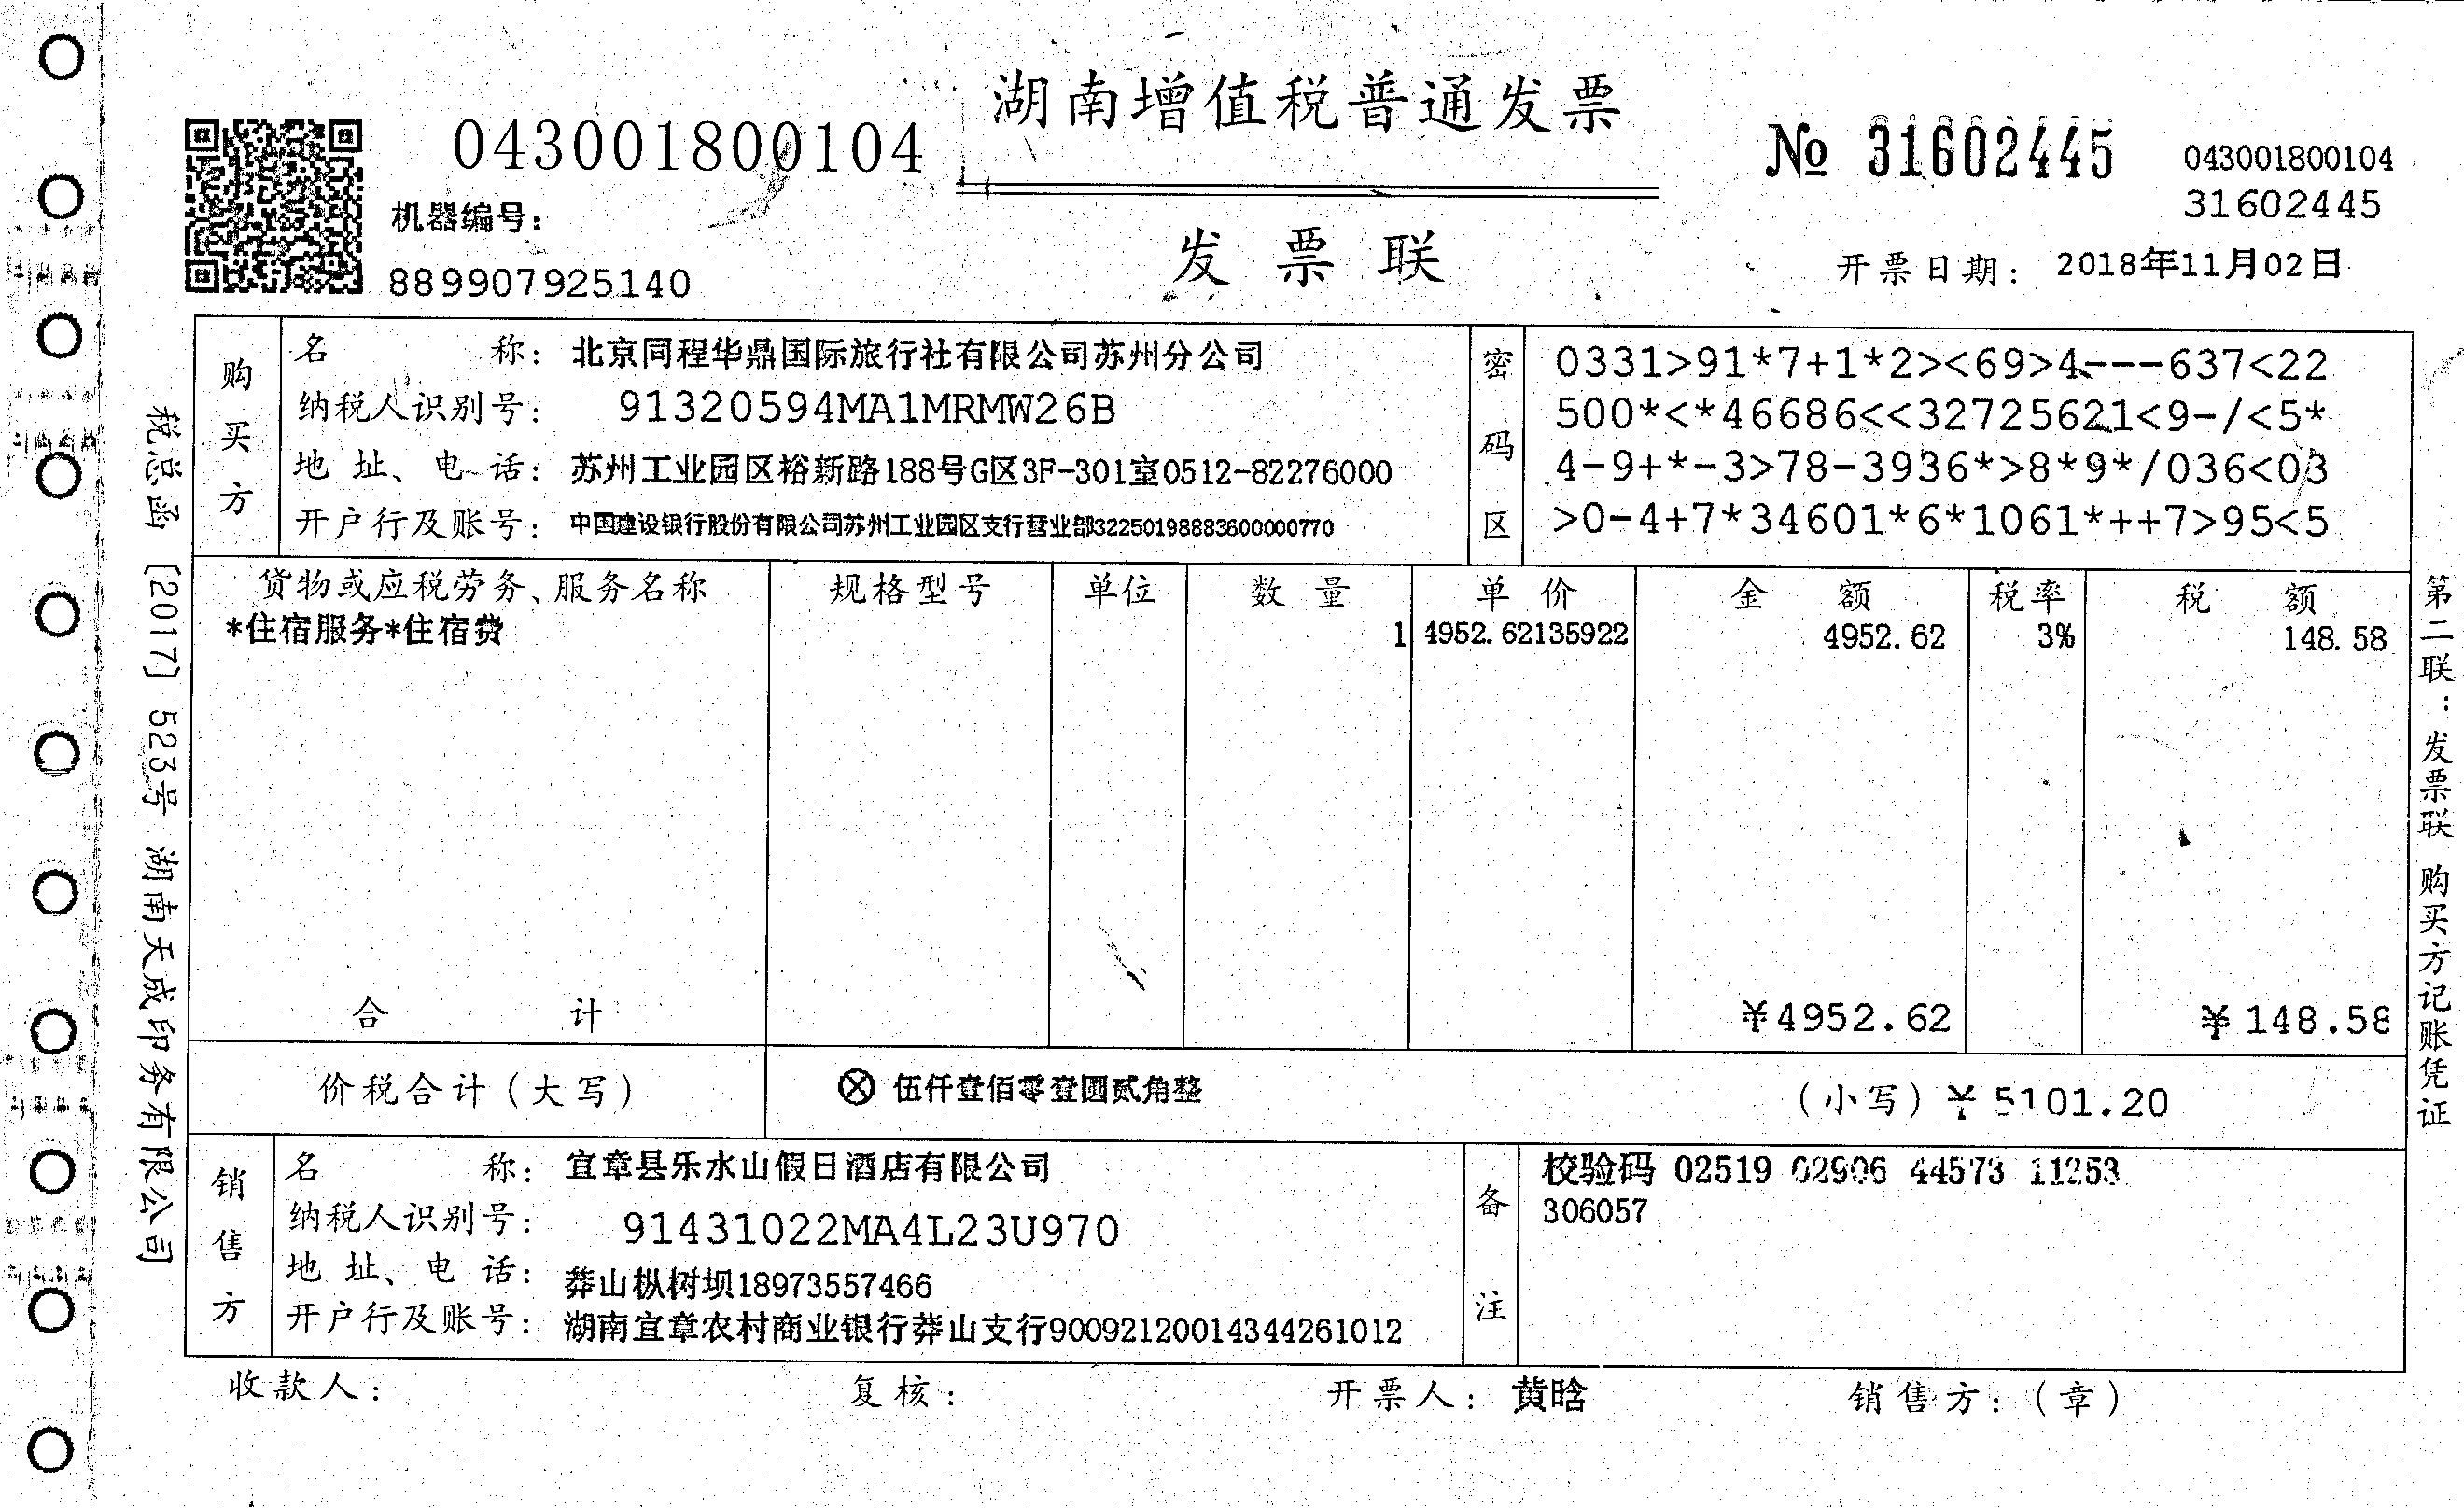 湖南增值税普通发票
043001800104
№ 31602445
043001800104
31602445
机器编号：
889907925140
发票联
开票日期： 2018年11月02日
购买方
名称： 北京同程华鼎国际旅行社有限公司苏州分公司
纳税人识别号： 91320594MA1MRMW26B
地址、电话： 苏州工业园区裕新路188号G区3F-301室0512-82276000
开户行及账号： 中国建设银行股份有限公司苏州工业园区支行营业部32250198883600000770
密码区
0331>91*7+1*2><69>4---637<22
500*<*46686<<32725621<9-/<5*
4-9+*-3>78-3936*>8*9*/036<03
>0-4+7*34601*6*1061*++7>95<5
货物或应税劳务、服务名称 规格型号 单位 数量 单价 金额 税率 税额
*住宿服务*住宿费 1 4952.62135922 4952.62 3% 148.58
合计 ¥4952.62 ¥148.58
价税合计（大写） ⊗ 伍仟壹佰零壹圆贰角整 （小写）¥5101.20
销售方
名称： 宜章县乐水山假日酒店有限公司
纳税人识别号： 91431022MA4L23U970
地址、电话： 莽山枞树坝18973557466
开户行及账号： 湖南宜章农村商业银行莽山支行90092120014344261012
备注
校验码 02519 02906 44573 11253
306057
收款人： 复核： 开票人： 黄晗 销售方：（章）
税总函［2017］523号 湖南天成印务有限公司
第二联：发票联 购买方记账凭证